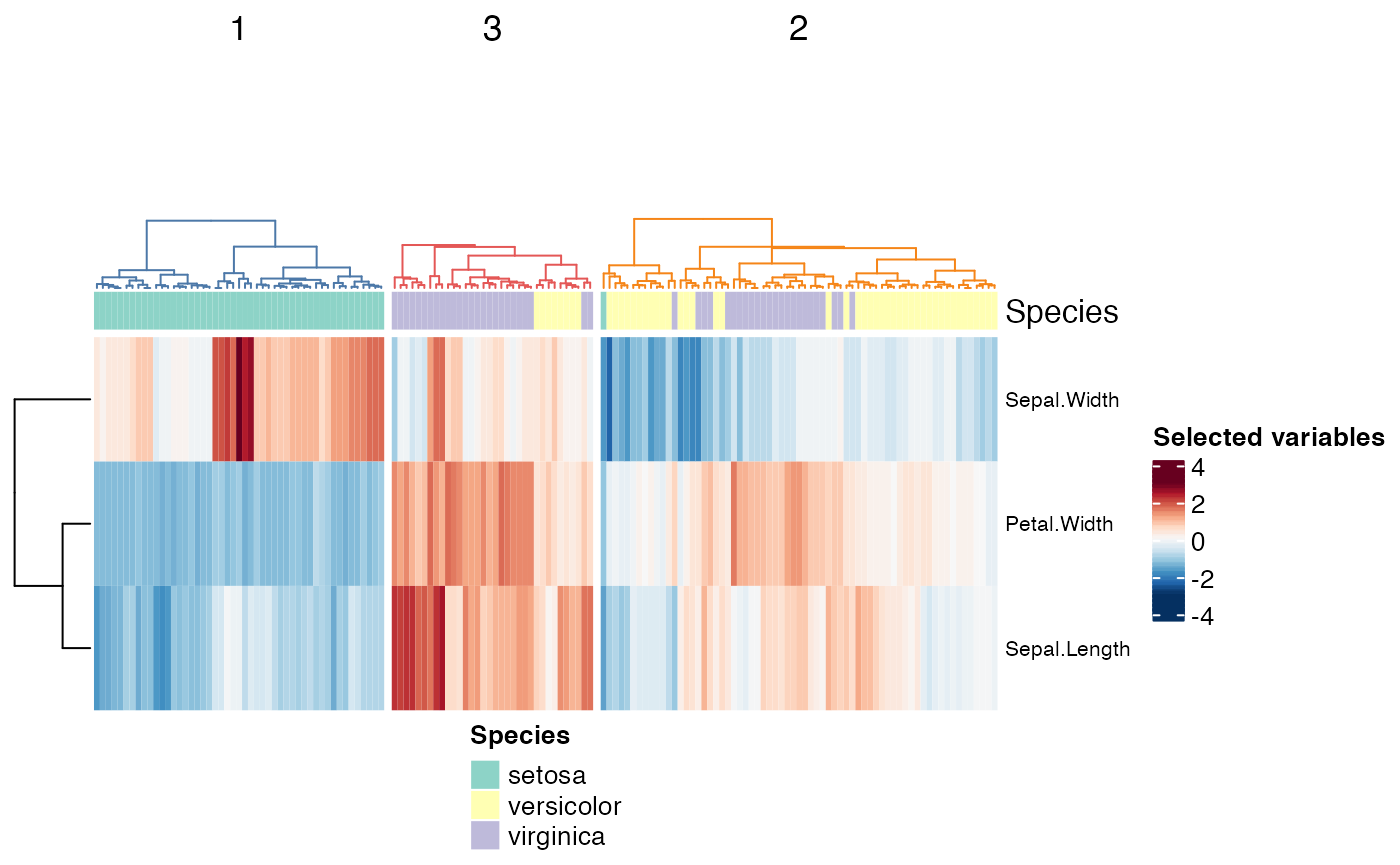 1 3 2
Species
Sepal.Width
Petal.Width
Sepal.Length
Selected variables
4
2
0
-2
-4
Species
setosa
versicolor
virginica